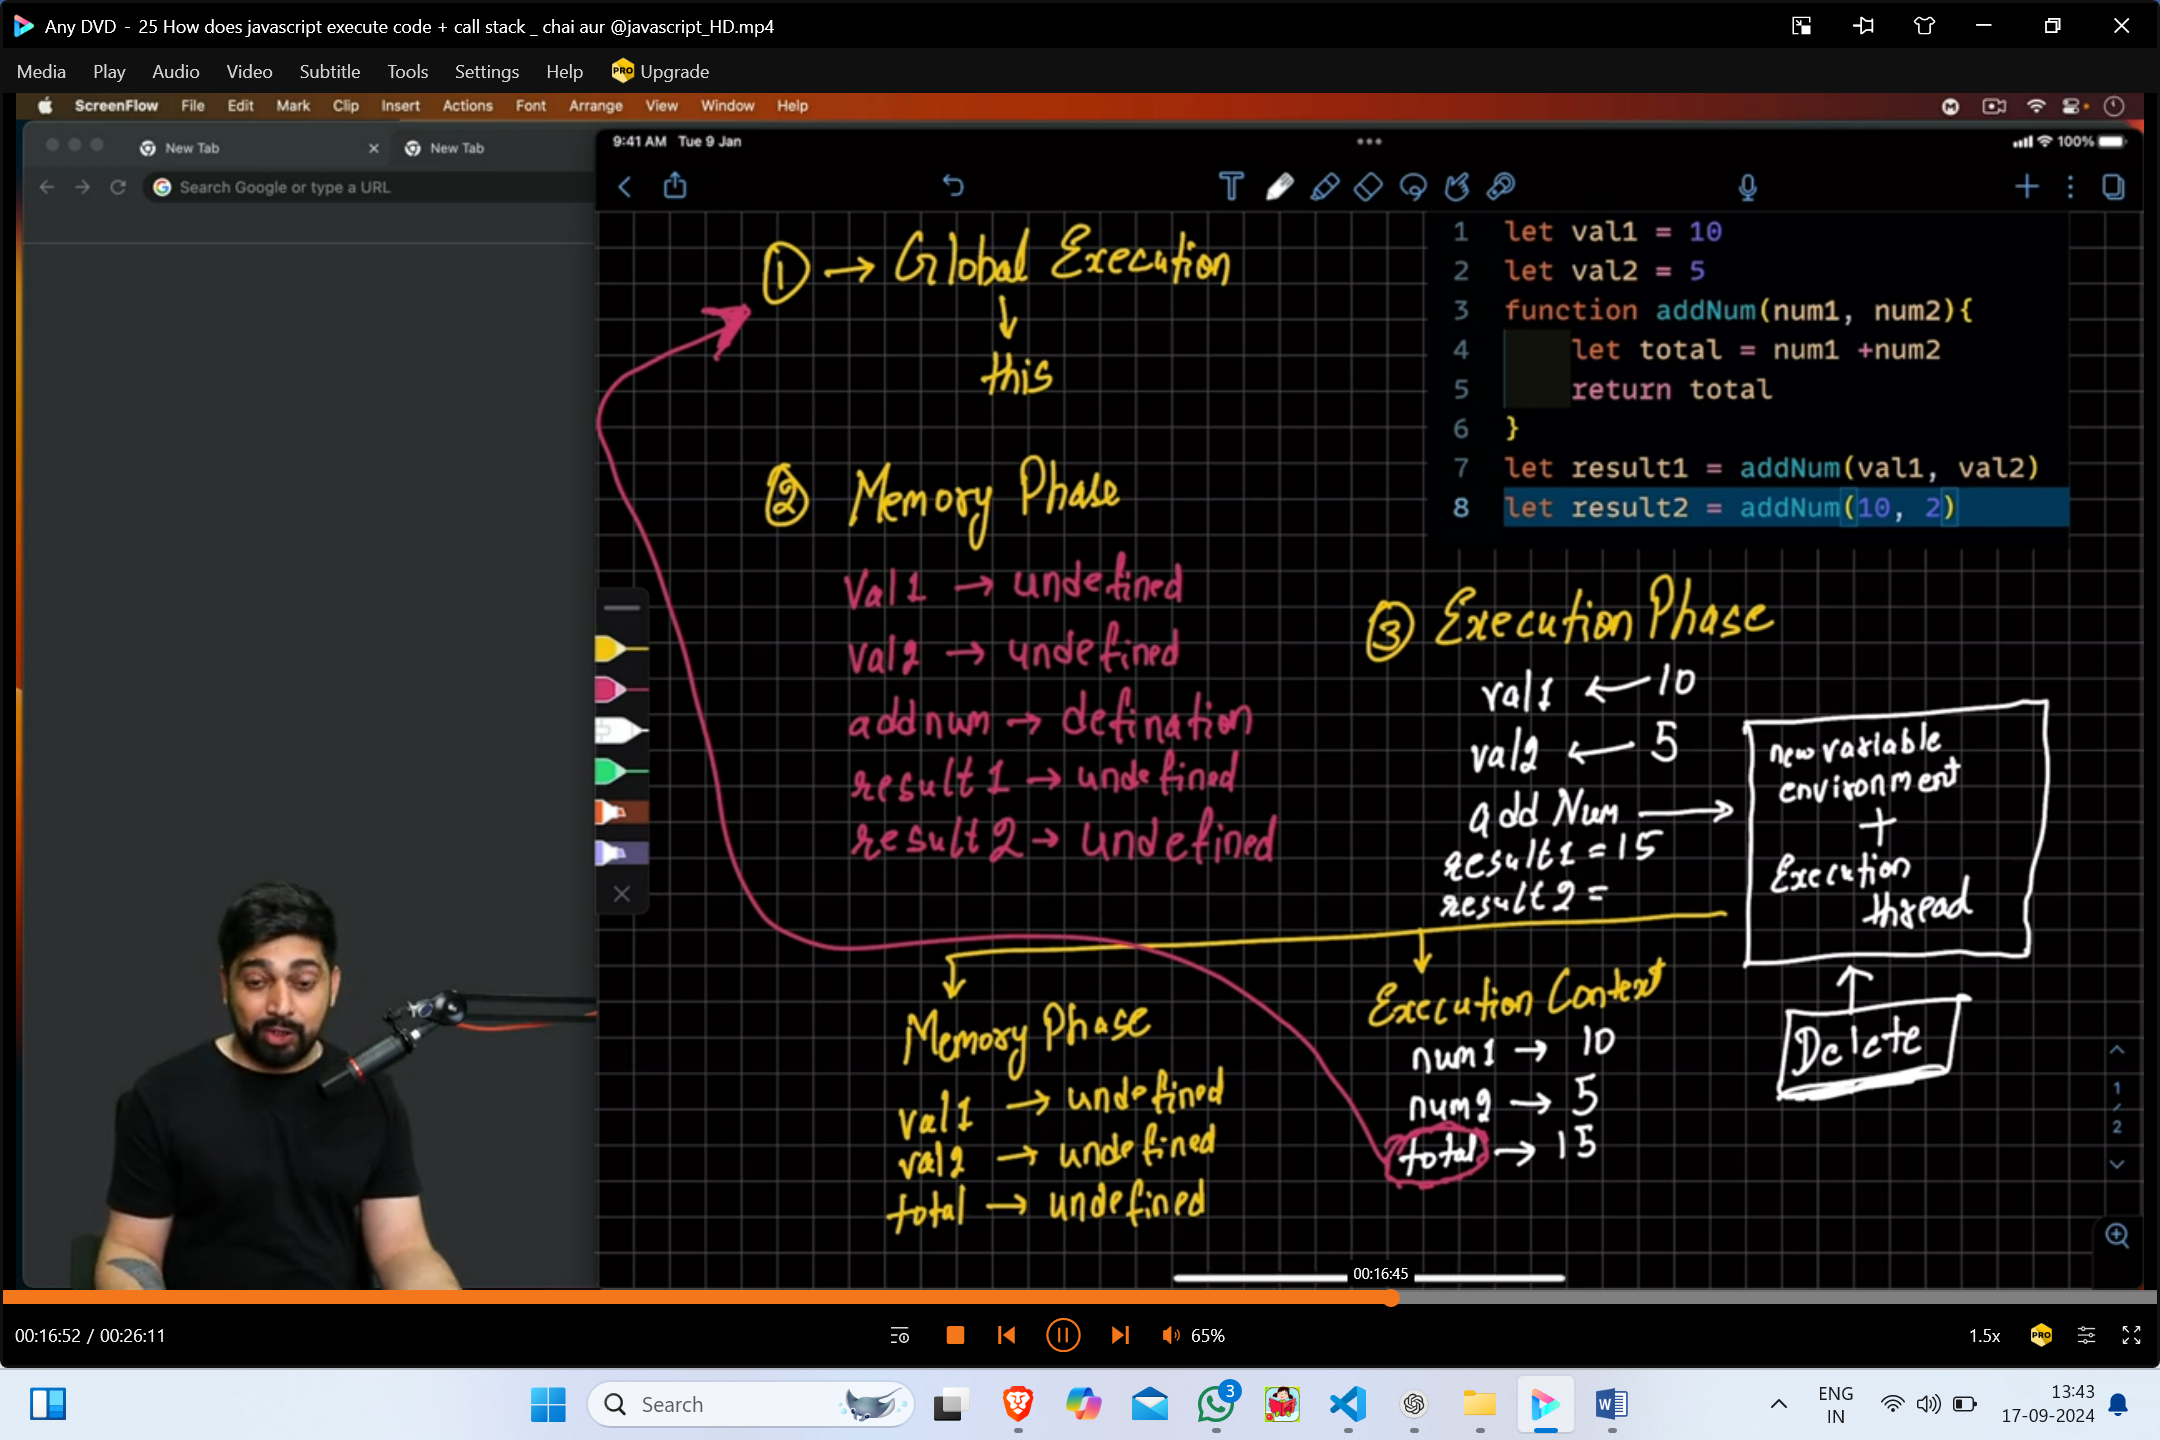 Any DVD - 25 How does javascript execute code + call stack _ chai aur @javascript_HD.mp4
Media Play Audio Video Subtitle Tools Settings Help PRO Upgrade
ScreenFlow File Edit Mark Clip Insert Actions Font Arrange View Window Help
New Tab New Tab
Search Google or type a URL
9:41 AM Tue 9 Jan 100%
① → Global Execution
this
1 let val1 = 10
2 let val2 = 5
3 function addNum(num1, num2){
4 let total = num1 +num2
5 return total
6 }
7 let result1 = addNum(val1, val2)
8 let result2 = addNum(10, 2)
② Memory Phase
Val1 → undefined
val2 → undefined
addnum → defination
result1 → undefined
result2 → undefined
③ Execution Phase
val1 ← 10
val2 ← 5
add Num →
result1 = 15
result2 =
new variable
environment
+
Execution
thread
Delete
Memory Phase
val1 → undefined
val2 → undefined
total → undefined
Execution Context
num1 → 10
num2 → 5
total → 15
1
/
2
00:16:45
00:16:52 / 00:26:11 65% 1.5x PRO
Search 3 ENG
IN
13:43
17-09-2024